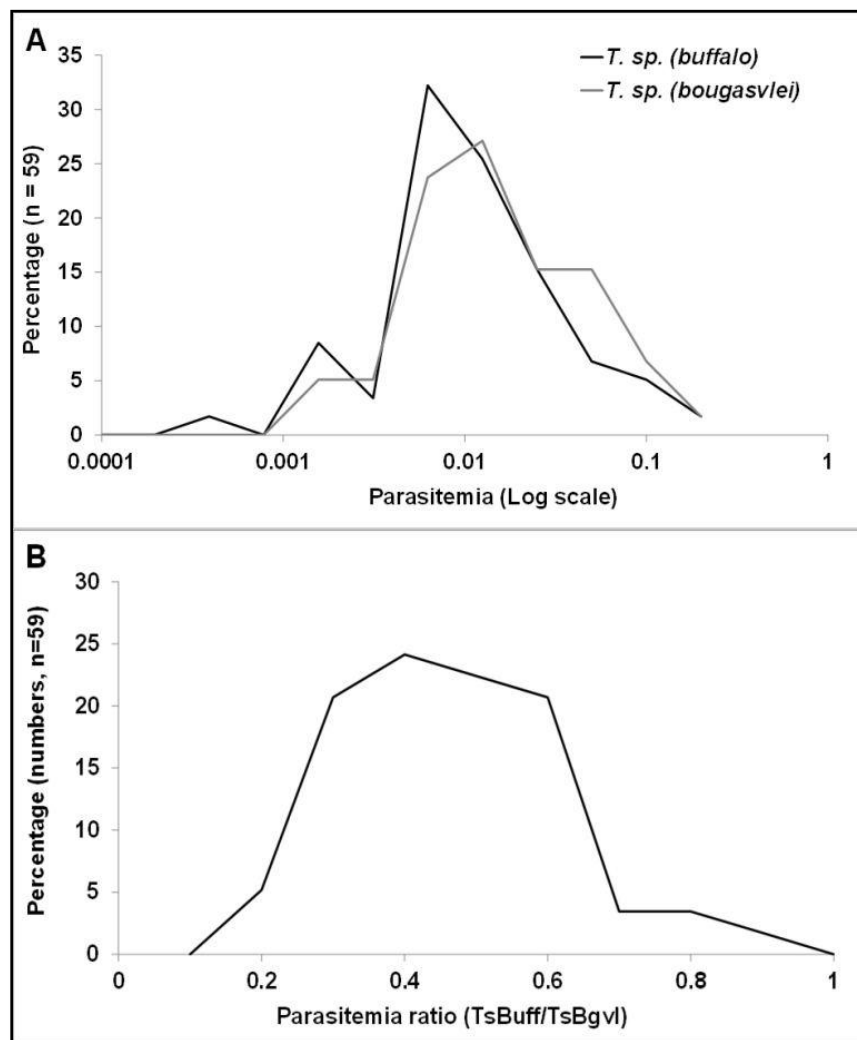 A
T. sp. (buffalo)
T. sp. (bougasvlei)
Percentage (n = 59)
35
30
25
20
15
10
5
0
0.0001 0.001 0.01 0.1 1
Parasitemia (Log scale)
B
Percentage (numbers, n=59)
30
25
20
15
10
5
0
0 0.2 0.4 0.6 0.8 1
Parasitemia ratio (TsBuff/TsBgvl)